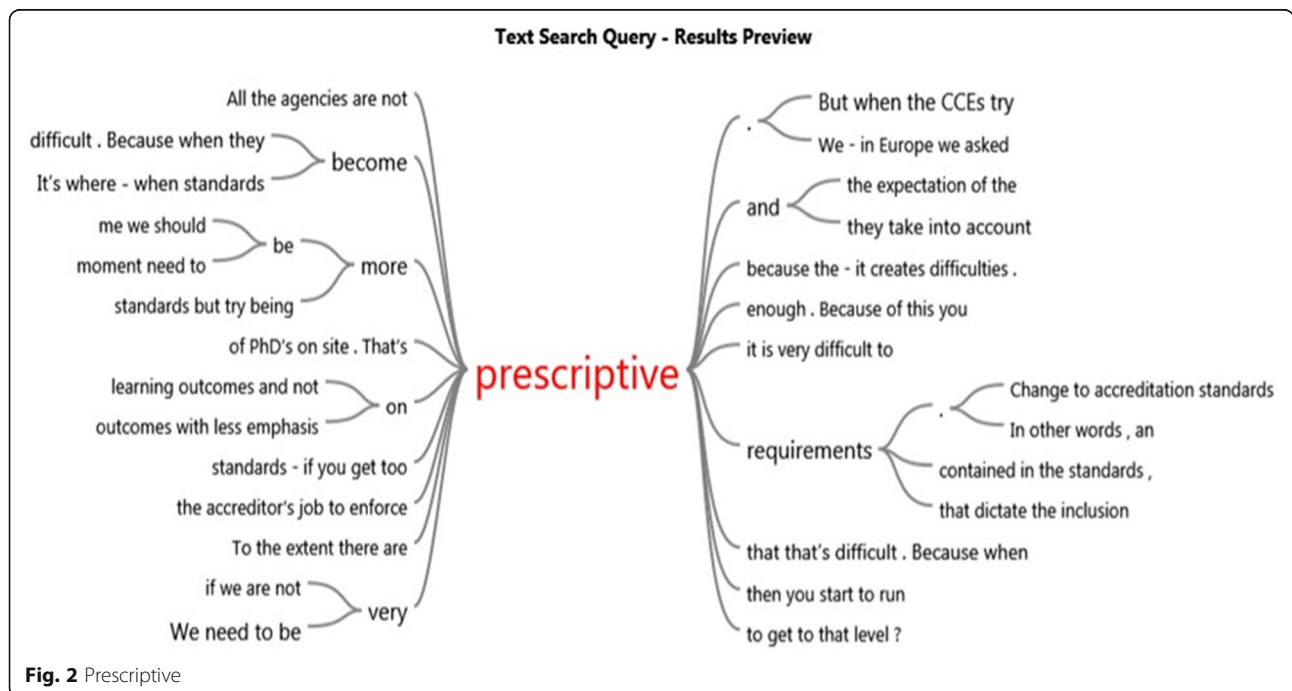 Text Search Query - Results Preview
All the agencies are not
difficult . Because when they
It's where - when standards
become
me we should
moment need to
be
standards but try being
more
of PhD's on site . That's
learning outcomes and not
outcomes with less emphasis
on
standards - if you get too
the accreditor's job to enforce
To the extent there are
if we are not
We need to be
very
prescriptive
.
But when the CCEs try
We - in Europe we asked
and
the expectation of the
they take into account
because the - it creates difficulties .
enough . Because of this you
it is very difficult to
requirements
.
Change to accreditation standards
In other words , an
contained in the standards ,
that dictate the inclusion
that that's difficult . Because when
then you start to run
to get to that level ?
Fig. 2 Prescriptive